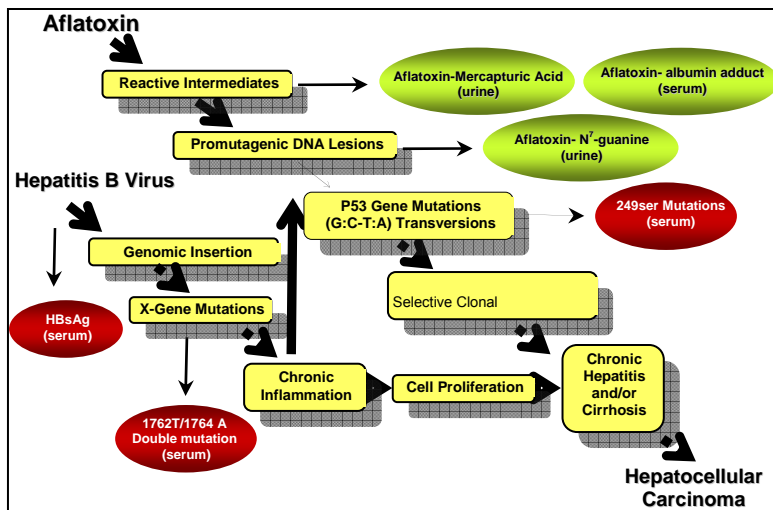 Aflatoxin
Reactive Intermediates
Aflatoxin-Mercapturic Acid
(urine)
Aflatoxin- albumin adduct
(serum)
Promutagenic DNA Lesions
Aflatoxin- N⁷-guanine
(urine)
Hepatitis B Virus
P53 Gene Mutations
(G:C-T:A) Transversions
249ser Mutations
(serum)
Genomic Insertion
Selective Clonal
X-Gene Mutations
HBsAg
(serum)
Chronic
Inflammation
Cell Proliferation
Chronic
Hepatitis
and/or
Cirrhosis
1762T/1764 A
Double mutation
(serum)
Hepatocellular
Carcinoma